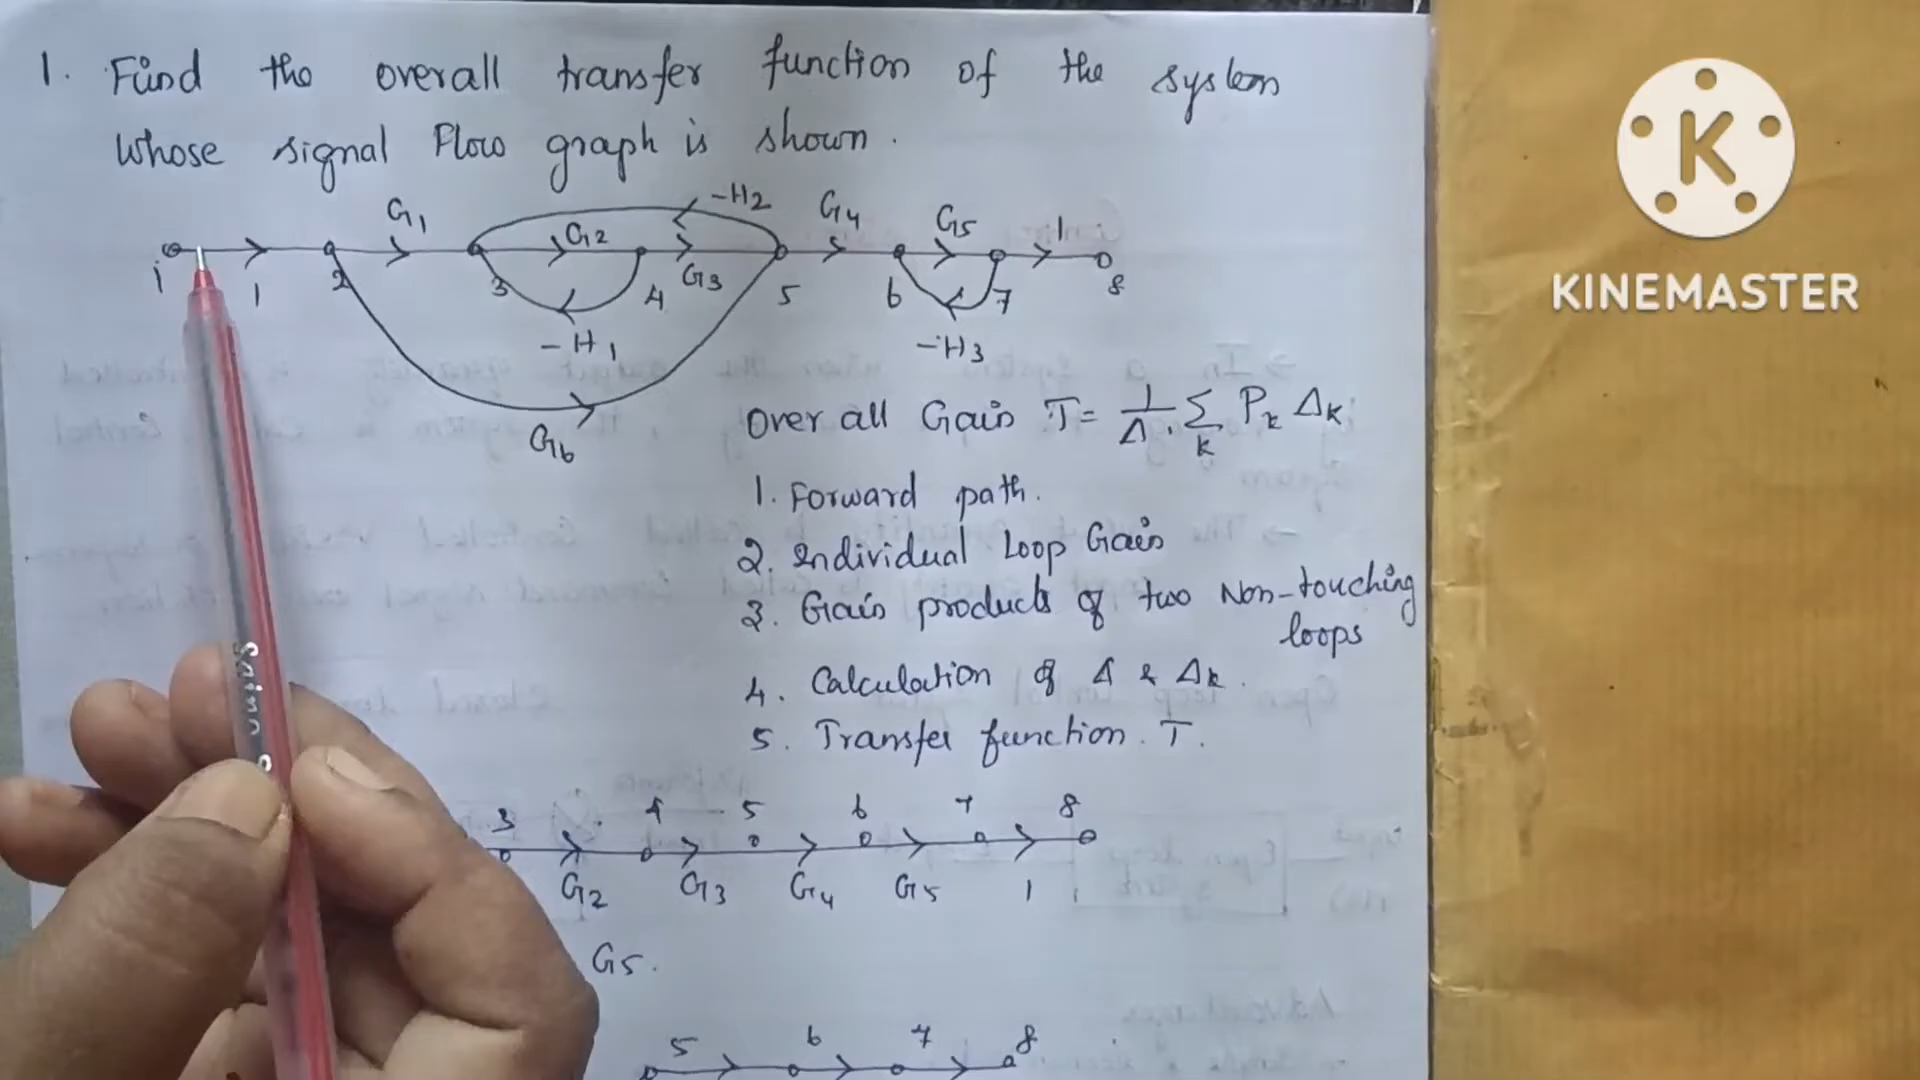 1. Find the overall transfer function of the system
whose signal Flow graph is shown.
-H2
G1 G2 G4 G5 1
i 1 2 3 4 G3 5 6 7 8
-H1 -H3
G6
Over all Gain T = 1/Δ . Σ Pk Δk
k
1. Forward path.
2. Individual Loop Gain
3. Gain products of two Non-touching
loops
4. Calculation of Δ & Δk.
5. Transfer function. T.
3 4 5 6 7 8
G2 G3 G4 G5 1
G5.
5 6 7 8
Saino
K
KINEMASTER